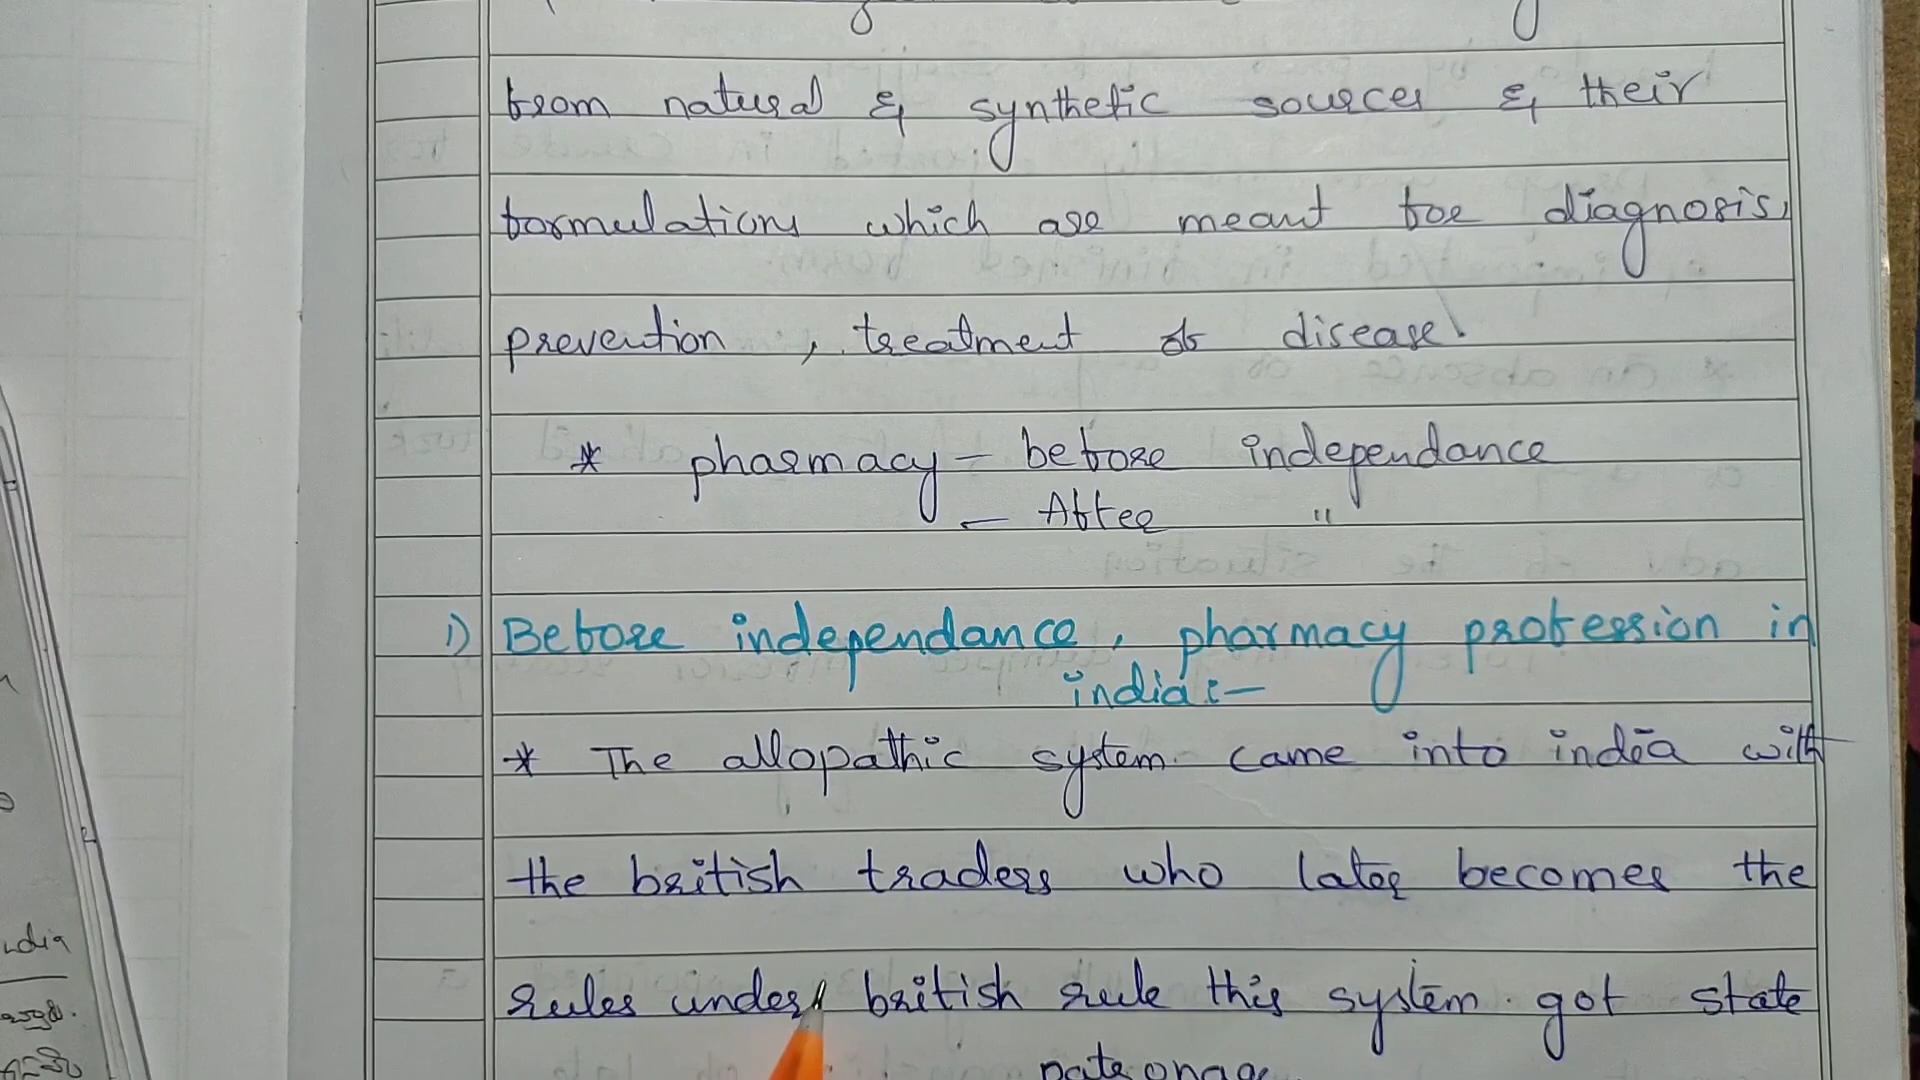 from natural & synthetic sources & their
formulations which are meant for diagnosis,
prevention, treatment of disease.
* pharmacy - before independance
- After "
1) Before independance, pharmacy profession in
india:-
* The allopathic system came into india with
the british traders who later becomes the
rules under british rule this system got state
patronage